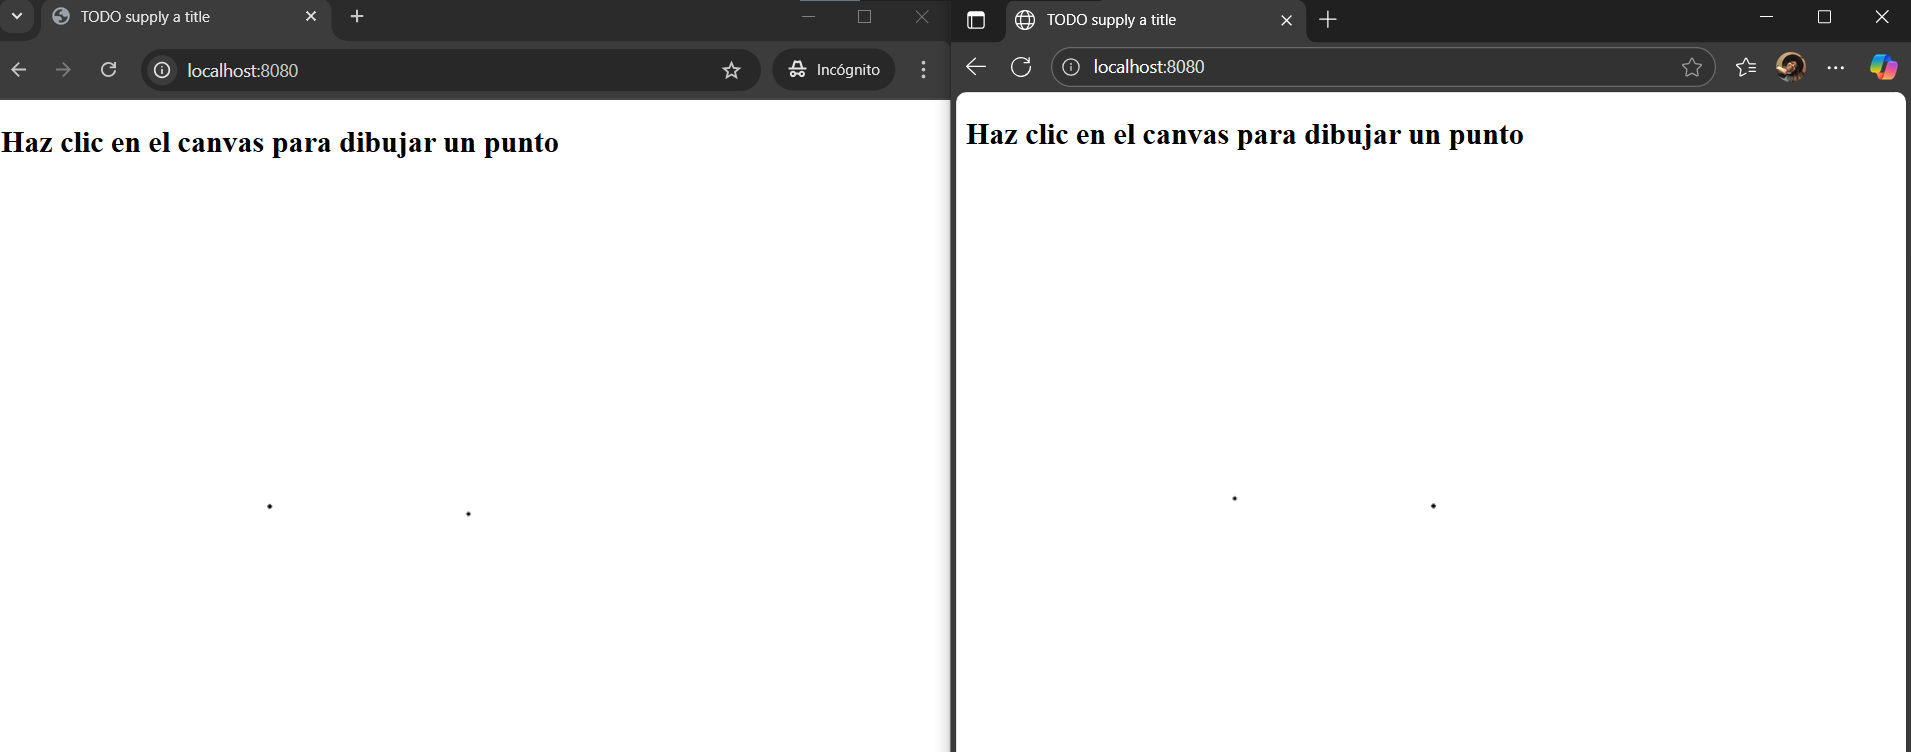 TODO supply a title
localhost:8080
Incógnito
Haz clic en el canvas para dibujar un punto
TODO supply a title
localhost:8080
Haz clic en el canvas para dibujar un punto